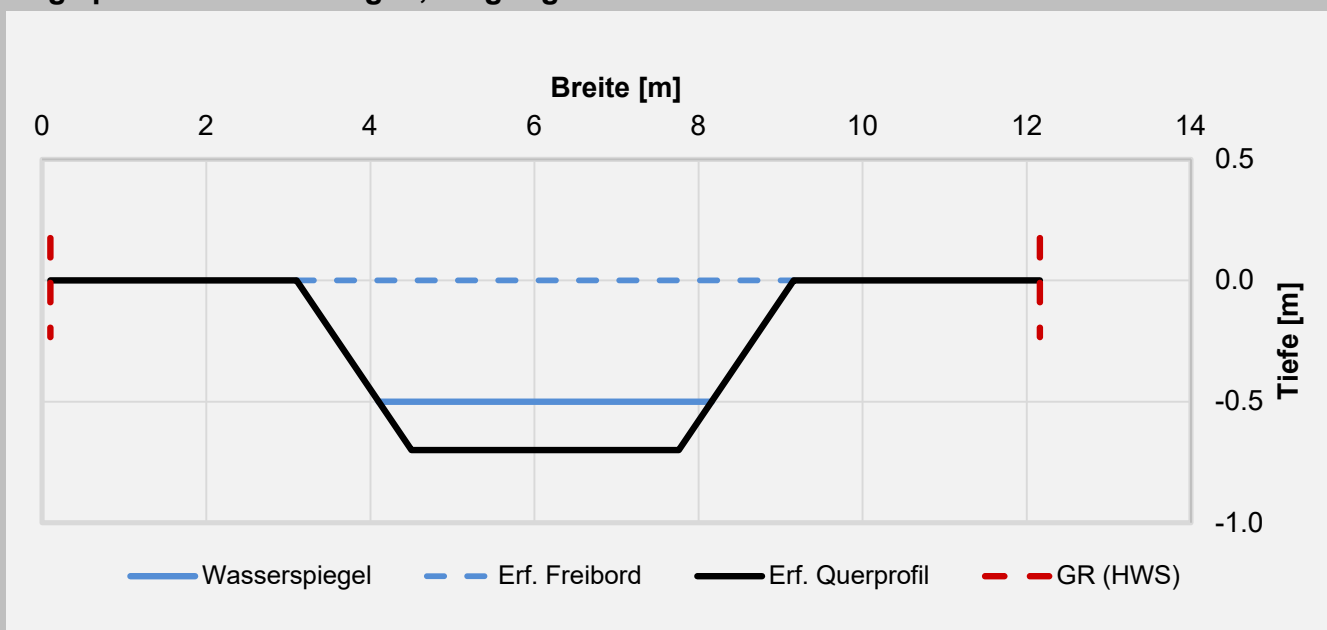 Breite [m]
0 2 4 6 8 10 12 14
0.5
0.0
-0.5
-1.0
Tiefe [m]
Wasserspiegel Erf. Freibord Erf. Querprofil GR (HWS)